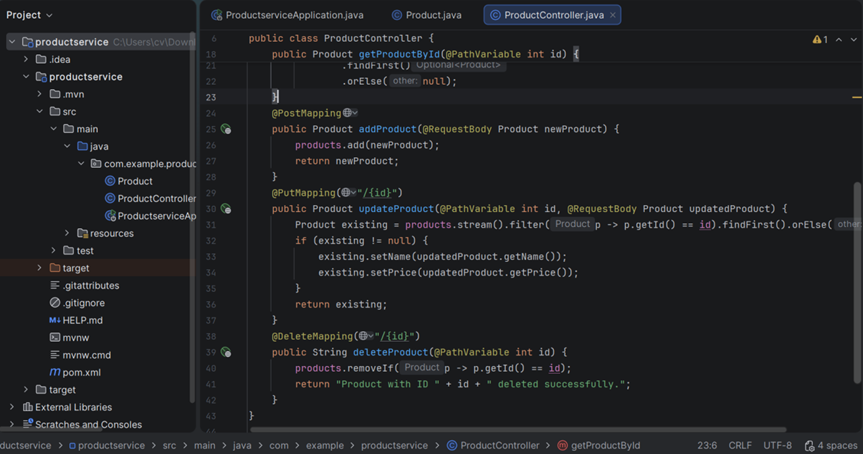 Project
ProductserviceApplication.java
Product.java
ProductController.java
productservice C:\Users\cv\Downl
.idea
productservice
.mvn
src
main
java
com.example.produc
Product
ProductController
ProductserviceAp
resources
test
target
.gitattributes
.gitignore
HELP.md
mvnw
mvnw.cmd
pom.xml
target
External Libraries
Scratches and Consoles
1
6 public class ProductController {
18 public Product getProductById(@PathVariable int id) {
21 .findFirst() Optional<Product>
22 .orElse( other: null);
23 }
24 @PostMapping
25 public Product addProduct(@RequestBody Product newProduct) {
26 products.add(newProduct);
27 return newProduct;
28 }
29 @PutMapping("/{id}")
30 public Product updateProduct(@PathVariable int id, @RequestBody Product updatedProduct) {
31 Product existing = products.stream().filter( Product p -> p.getId() == id).findFirst().orElse( other:
32 if (existing != null) {
33 existing.setName(updatedProduct.getName());
34 existing.setPrice(updatedProduct.getPrice());
35 }
36 return existing;
37 }
38 @DeleteMapping("/{id}")
39 public String deleteProduct(@PathVariable int id) {
40 products.removeIf( Product p -> p.getId() == id);
41 return "Product with ID " + id + " deleted successfully.";
42 }
43 }
oductservice > productservice > src > main > java > com > example > productservice > ProductController > getProductById 23:6 CRLF UTF-8 4 spaces